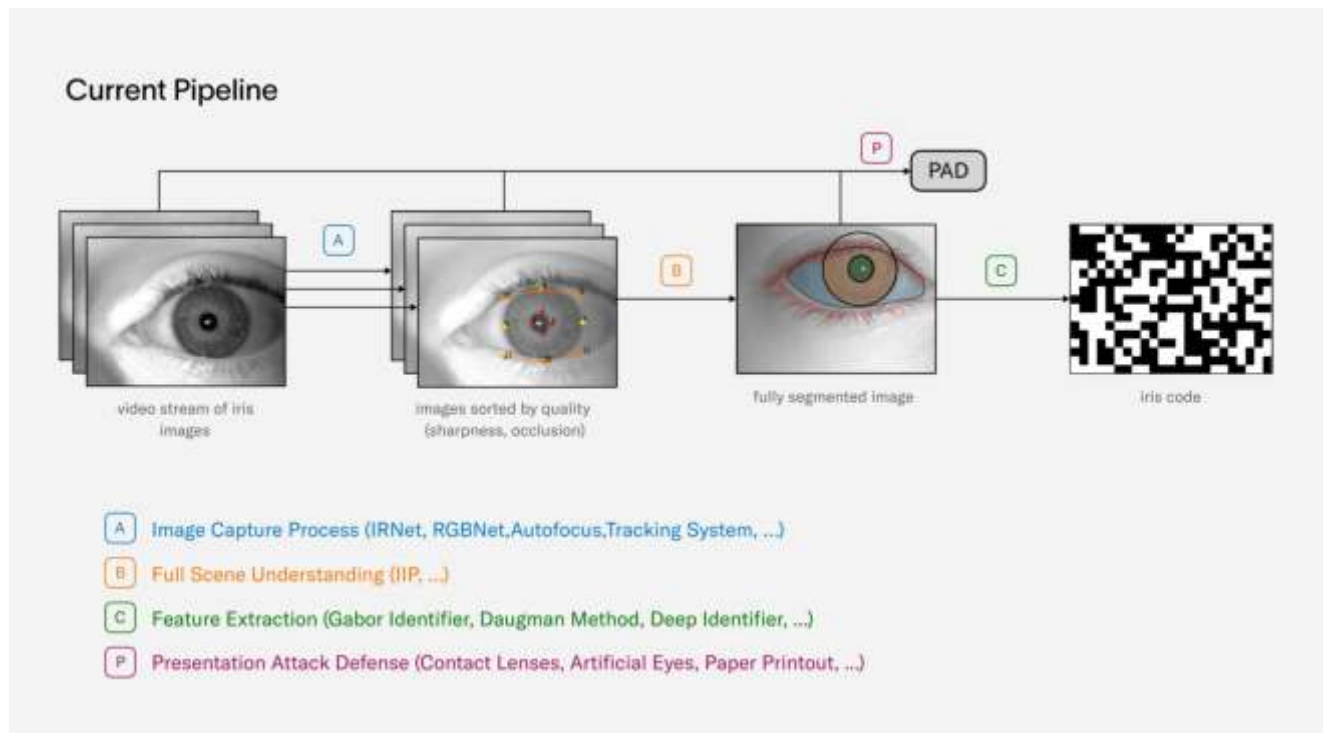 Current Pipeline
P
PAD
A
B
C
video stream of iris
images
images sorted by quality
(sharpness, occlusion)
fully segmented image
iris code
A Image Capture Process (IRNet, RGBNet,Autofocus,Tracking System, ...)
B Full Scene Understanding (IIP, ...)
C Feature Extraction (Gabor Identifier, Daugman Method, Deep Identifier, ...)
P Presentation Attack Defense (Contact Lenses, Artificial Eyes, Paper Printout, ...)